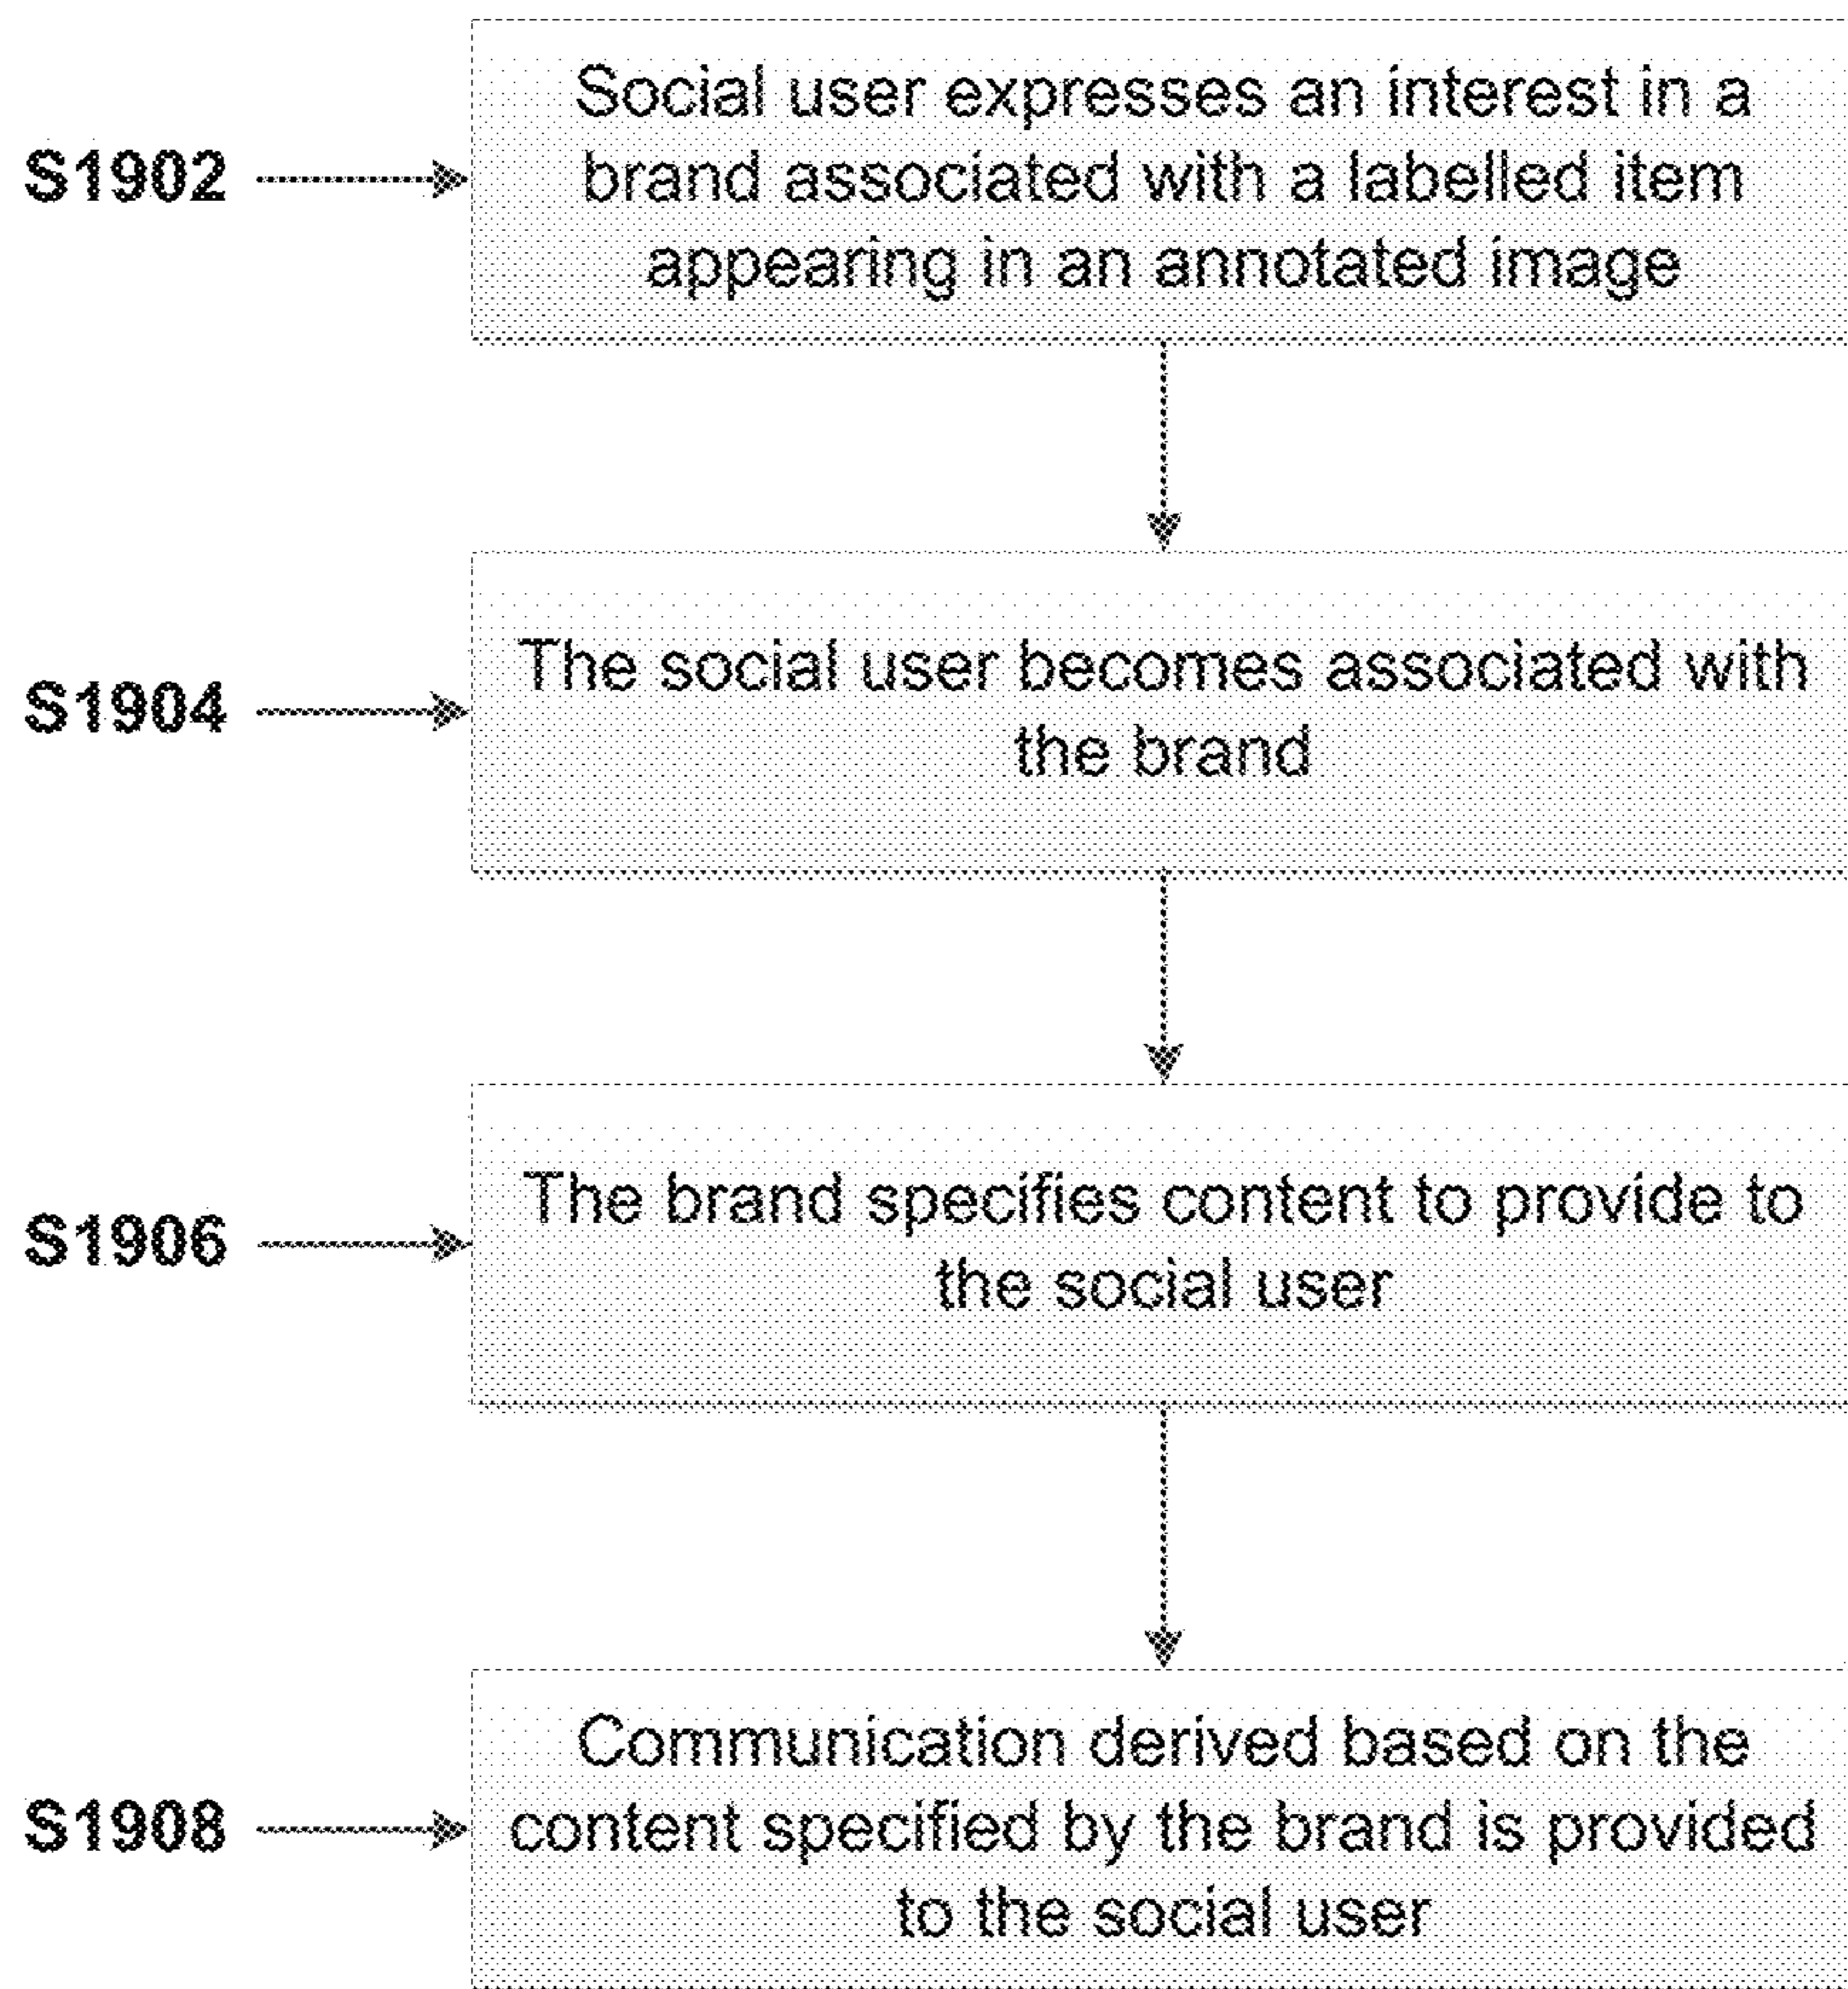 Social user expresses an interest in a
S1902
brand associated with a labelled item
appearing in an annotated image
The social user becomes associated with
S1904
the brand
The brand specifies content to provide to
S1906
the social user
Communication derived based on the
S1908
content specified by the brand is provided
to the social user